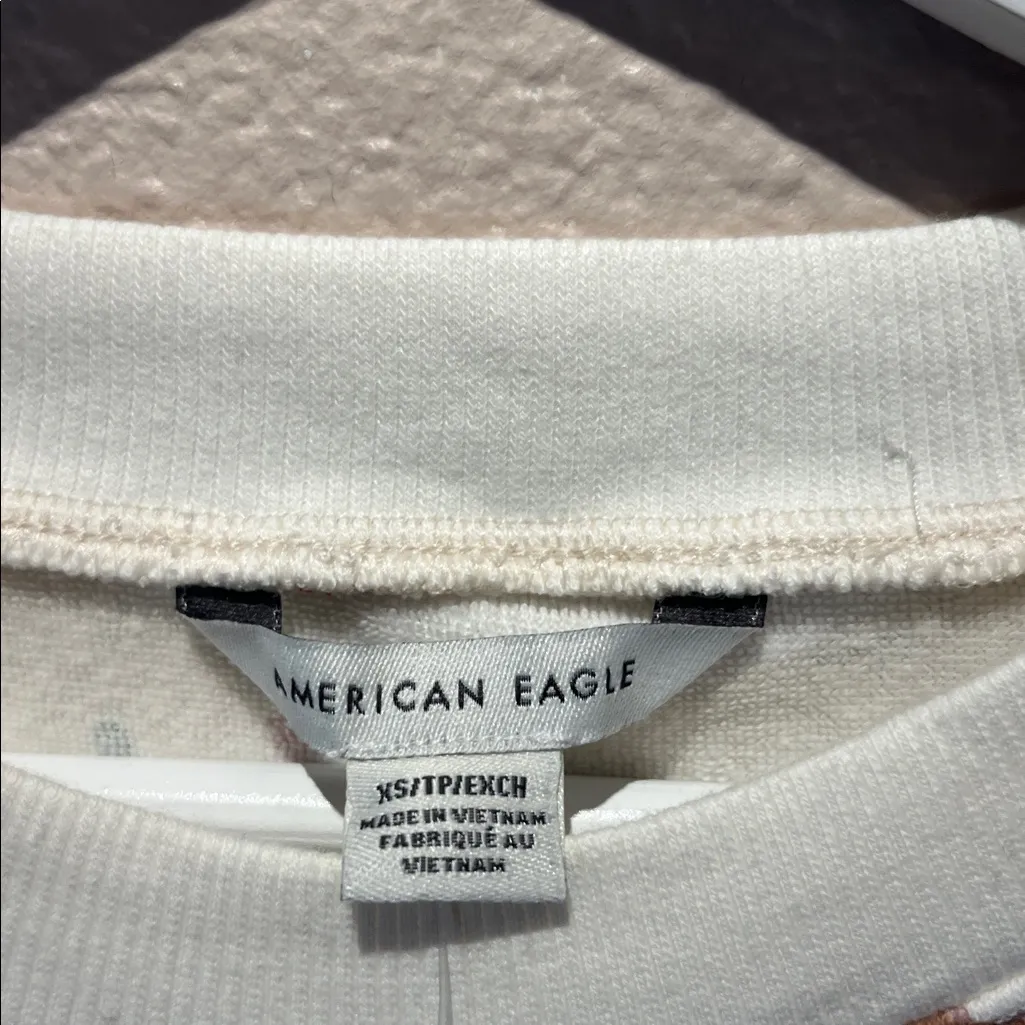 AMERICAN EAGLE
XS/TP/EXCH
MADE IN VIETNAM
FABRIQUÉ AU
VIETNAM